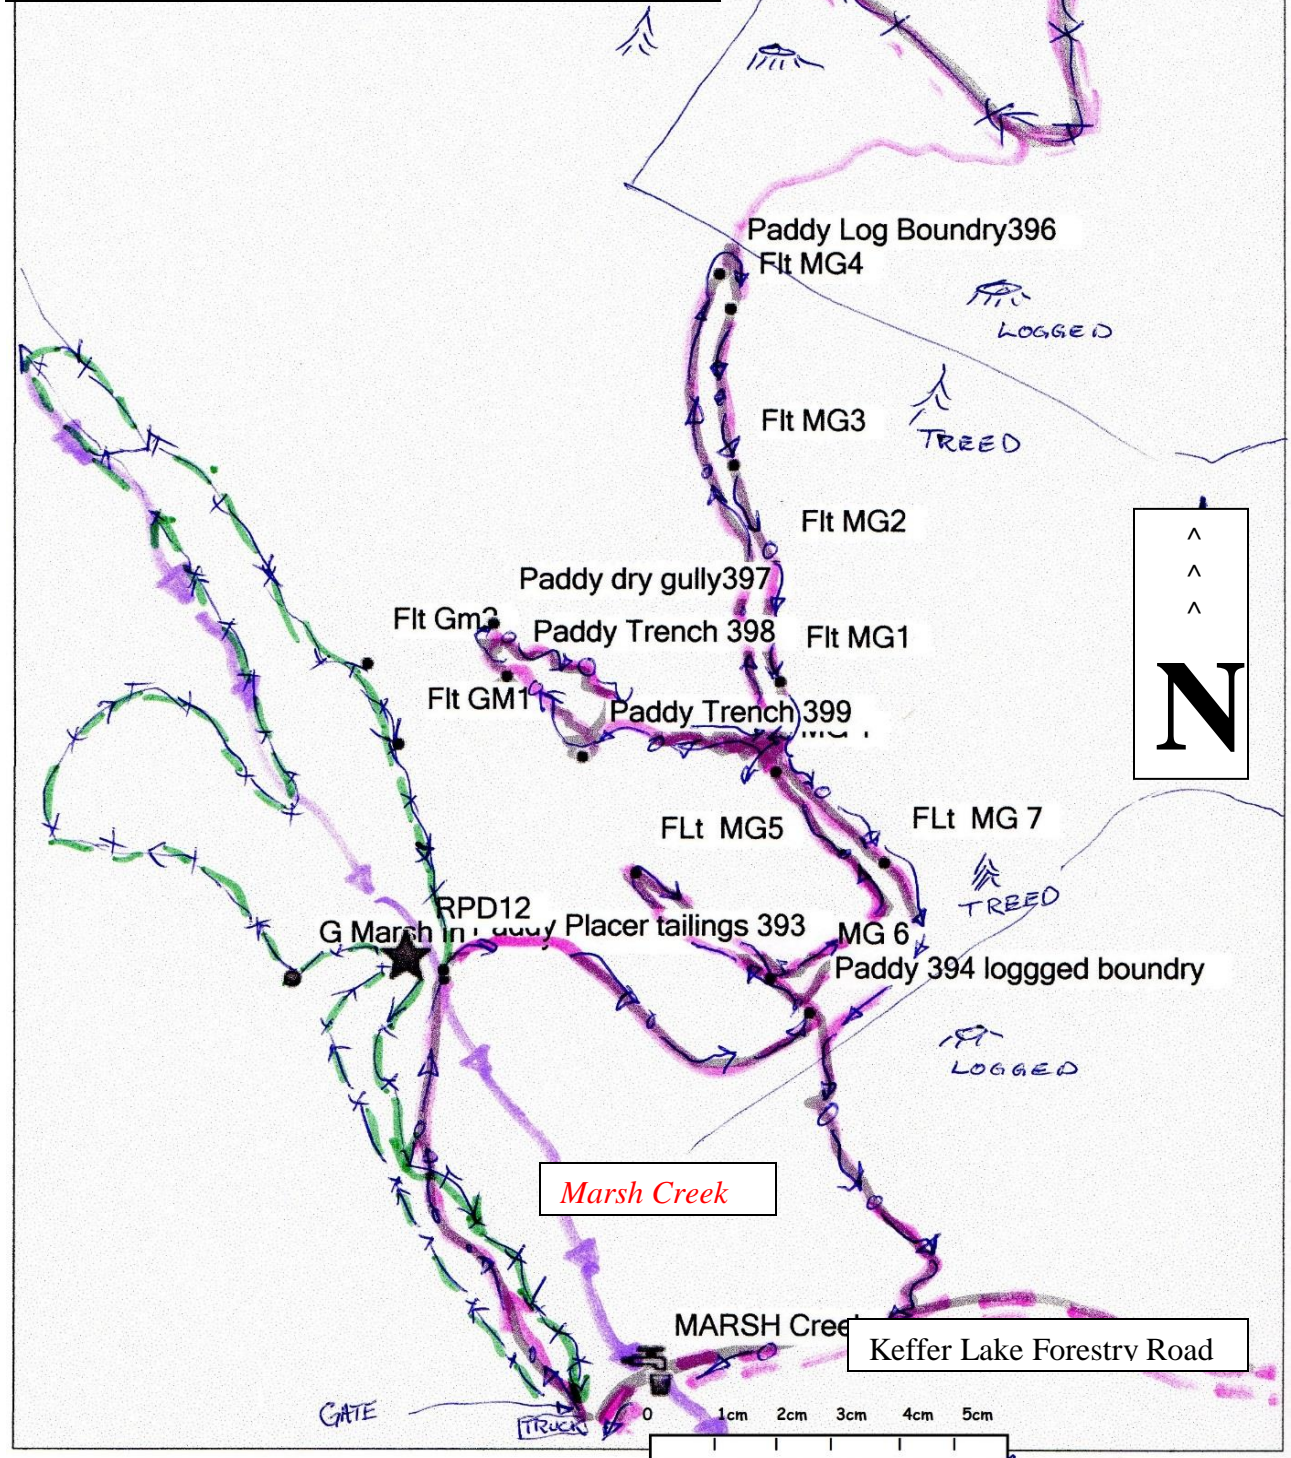 Paddy Log Boundry396
Flt MG4
LOGGED
Flt MG3
TREED
Flt MG2
^
^
^
N
Paddy dry gully397
Flt Gm2
Paddy Trench 398
Flt MG1
Flt GM1
Paddy Trench 399
FLt MG5
FLt MG 7
TREED
RPD12
G Marsh in Paddy Placer tailings 393
MG 6
Paddy 394 loggged boundry
LOGGED
Marsh Creek
MARSH Cree
Keffer Lake Forestry Road
GATE
TRUCK
0 1cm 2cm 3cm 4cm 5cm